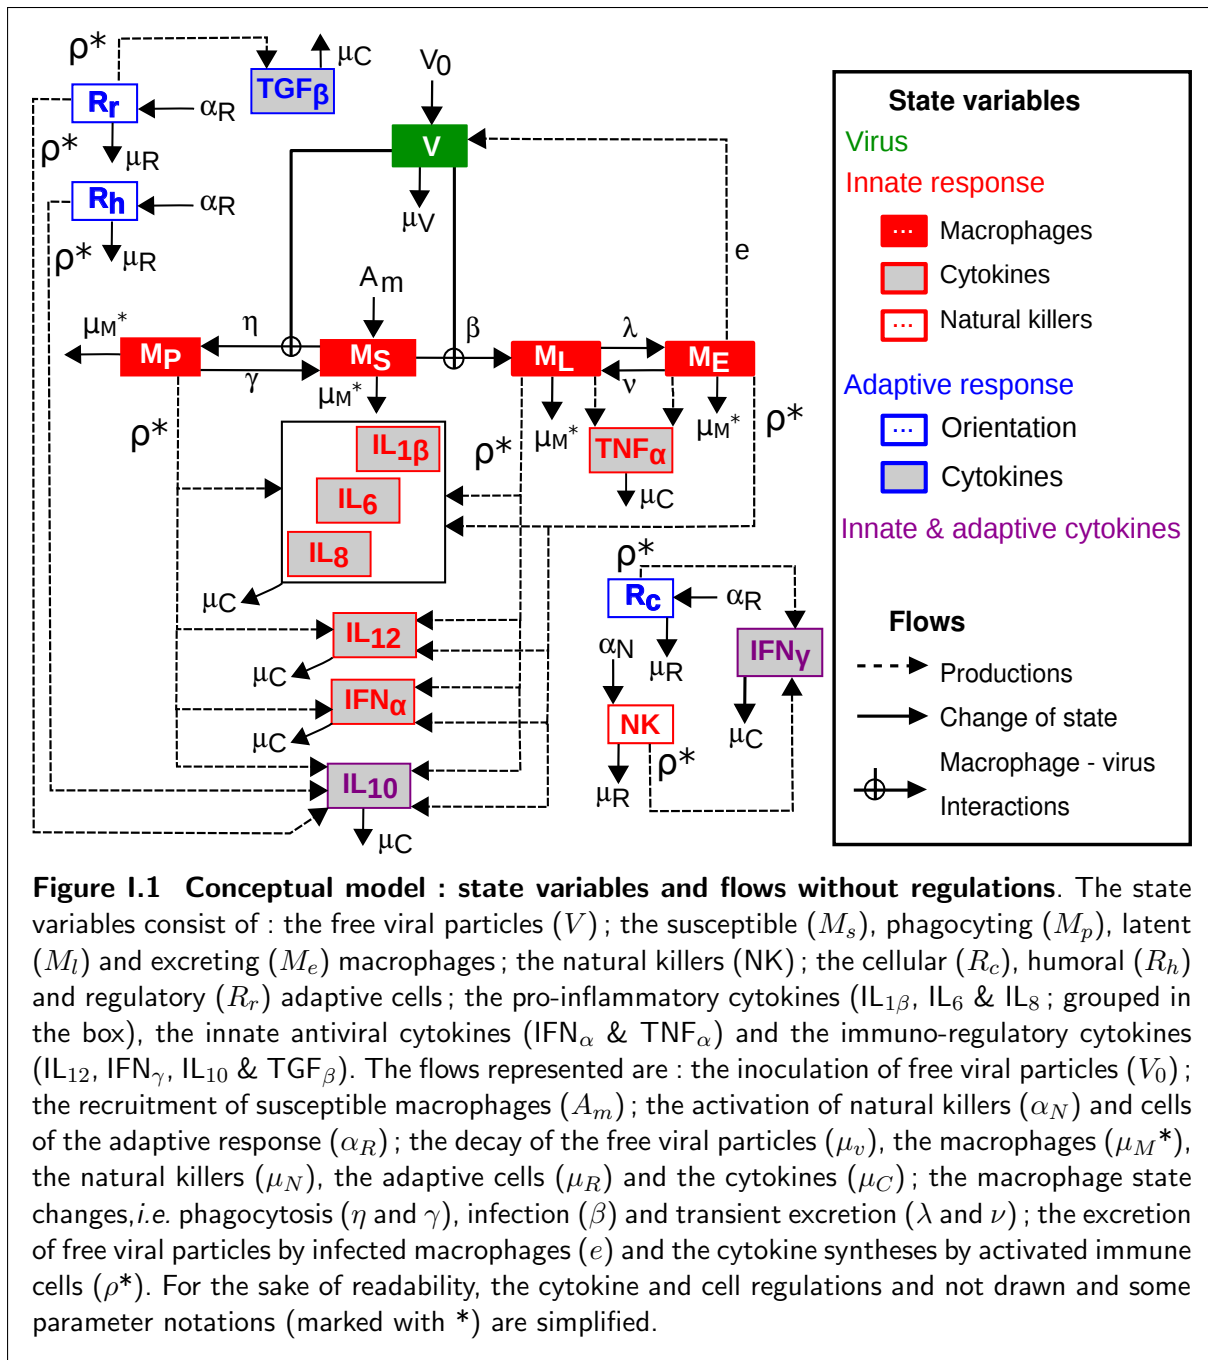 ρ*
μC
TGFβ
V0
Rr
αR
V
ρ*
μR
Rh
αR
μV
ρ*
μR
e
Am
μM*
η
β
λ
MP
MS
ML
ME
γ
ν
μM*
μM*
μM*
ρ*
ρ*
ρ*
IL1β
TNFα
IL6
μC
IL8
ρ*
μC
Rc
αR
IL12
αN
IFNγ
μC
μR
IFNα
NK
μC
μC
ρ*
IL10
μR
μC
State variables
Virus
Innate response
... Macrophages
Cytokines
... Natural killers
Adaptive response
... Orientation
Cytokines
Innate & adaptive cytokines
Flows
Productions
Change of state
Macrophage - virus
Interactions
Figure I.1 Conceptual model : state variables and flows without regulations. The state
variables consist of : the free viral particles (V) ; the susceptible (Ms), phagocyting (Mp), latent
(Ml) and excreting (Me) macrophages ; the natural killers (NK) ; the cellular (Rc), humoral (Rh)
and regulatory (Rr) adaptive cells ; the pro-inflammatory cytokines (IL1β, IL6 & IL8 ; grouped in
the box), the innate antiviral cytokines (IFNα & TNFα) and the immuno-regulatory cytokines
(IL12, IFNγ, IL10 & TGFβ). The flows represented are : the inoculation of free viral particles (V0) ;
the recruitment of susceptible macrophages (Am) ; the activation of natural killers (αN) and cells
of the adaptive response (αR) ; the decay of the free viral particles (μv), the macrophages (μM*),
the natural killers (μN), the adaptive cells (μR) and the cytokines (μC) ; the macrophage state
changes,i.e. phagocytosis (η and γ), infection (β) and transient excretion (λ and ν) ; the excretion
of free viral particles by infected macrophages (e) and the cytokine syntheses by activated immune
cells (ρ*). For the sake of readability, the cytokine and cell regulations and not drawn and some
parameter notations (marked with *) are simplified.